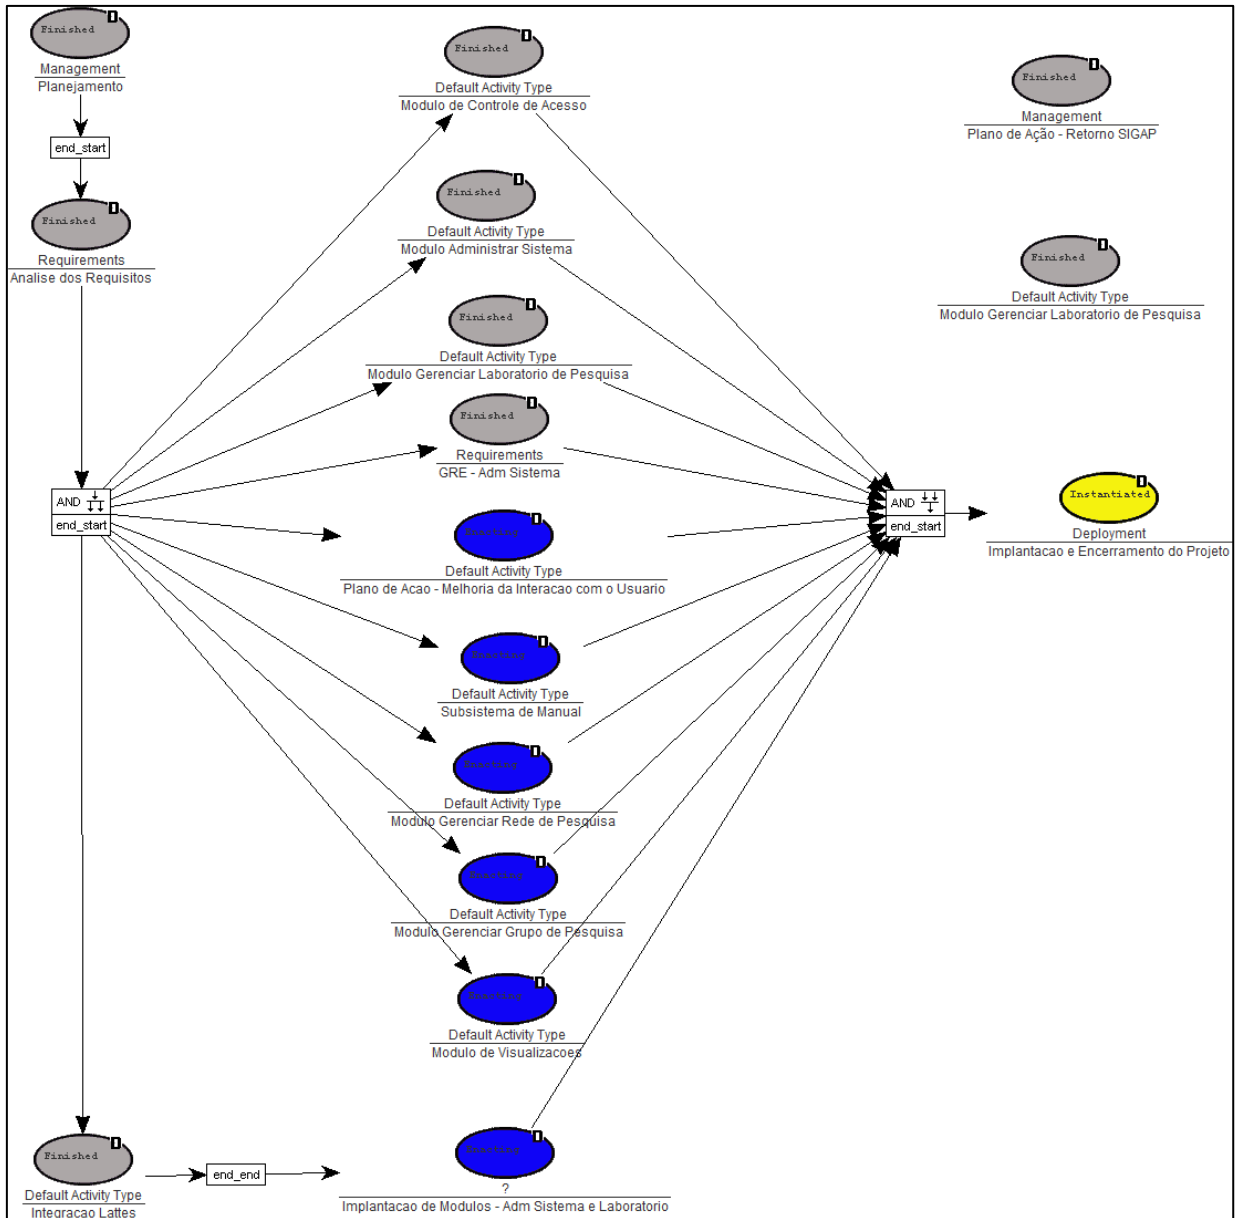 Finished
Management
Planejamento
end_start
Finished
Requirements
Analise dos Requisitos
AND
end_start
Finished
Default Activity Type
Integracao Lattes
end_end
Finished
Default Activity Type
Modulo de Controle de Acesso
Finished
Default Activity Type
Modulo Administrar Sistema
Finished
Default Activity Type
Modulo Gerenciar Laboratorio de Pesquisa
Finished
Requirements
GRE - Adm Sistema
Enacting
Default Activity Type
Plano de Acao - Melhoria da Interacao com o Usuario
Enacting
Default Activity Type
Subsistema de Manual
Enacting
Default Activity Type
Modulo Gerenciar Rede de Pesquisa
Enacting
Default Activity Type
Modulo Gerenciar Grupo de Pesquisa
Enacting
Default Activity Type
Modulo de Visualizacoes
Enacting
?
Implantacao de Modulos - Adm Sistema e Laboratorio
AND
end_start
Finished
Management
Plano de Ação - Retorno SIGAP
Finished
Default Activity Type
Modulo Gerenciar Laboratorio de Pesquisa
Instantiated
Deployment
Implantacao e Encerramento do Projeto